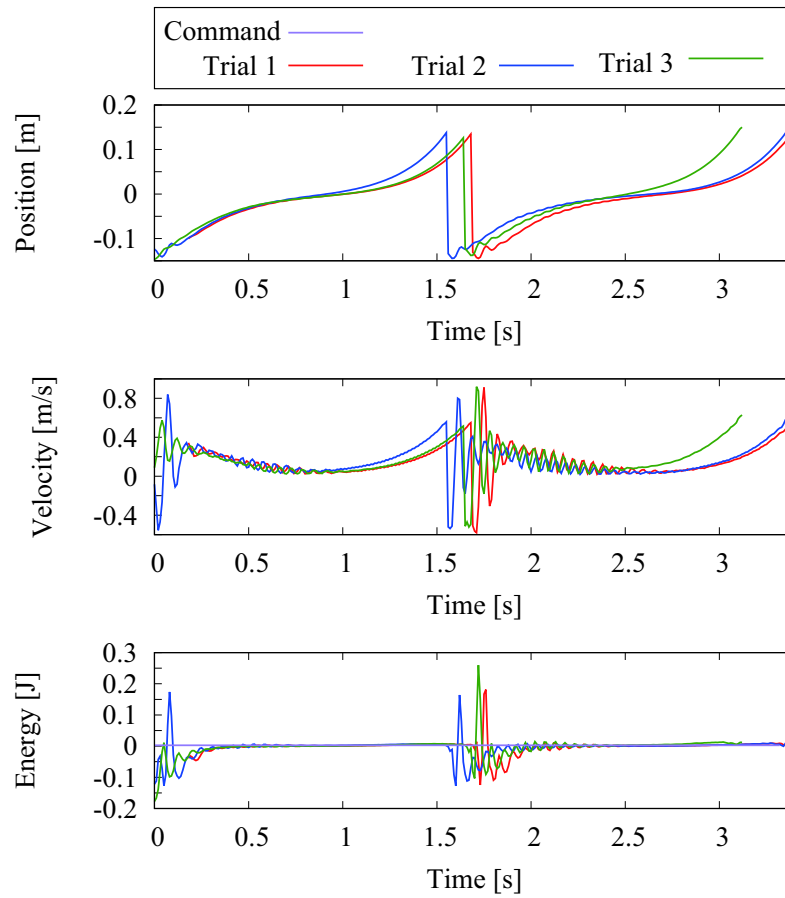 Command
Trial 1 Trial 2 Trial 3
Position [m]
0.2
0.1
0
-0.1
0 0.5 1 1.5 2 2.5 3
Time [s]
Velocity [m/s]
0.8
0.4
0
-0.4
0 0.5 1 1.5 2 2.5 3
Time [s]
Energy [J]
0.3
0.2
0.1
0
-0.1
-0.2
0 0.5 1 1.5 2 2.5 3
Time [s]